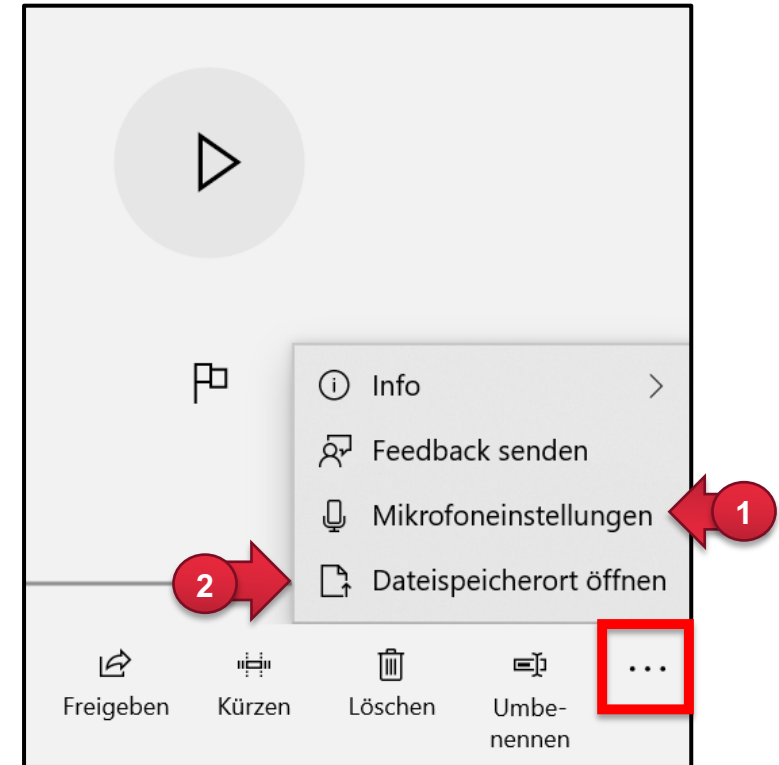 Info
Feedback senden
Mikrofoneinstellungen
1
2
Dateispeicherort öffnen
...
Freigeben
Kürzen
Löschen
Umbe-
nennen